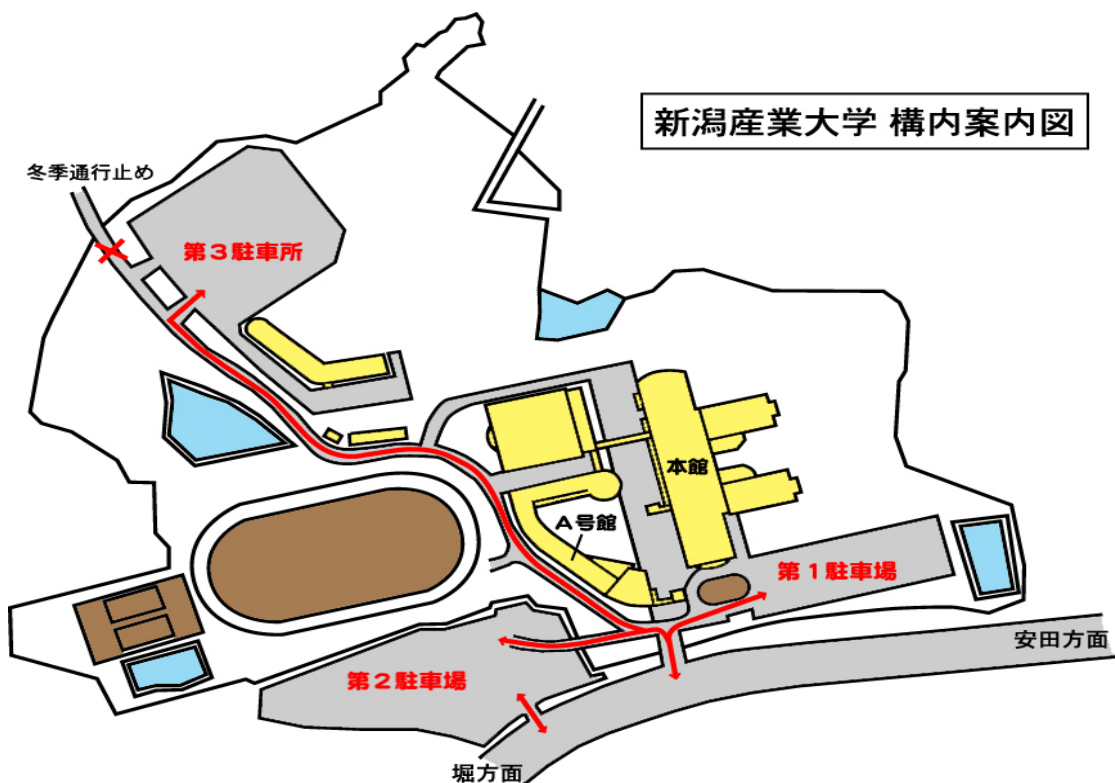 新潟産業大学 構内案内図
冬季通行止め
第３駐車所
本館
Ａ号館
第１駐車場
安田方面
第２駐車場
堀方面